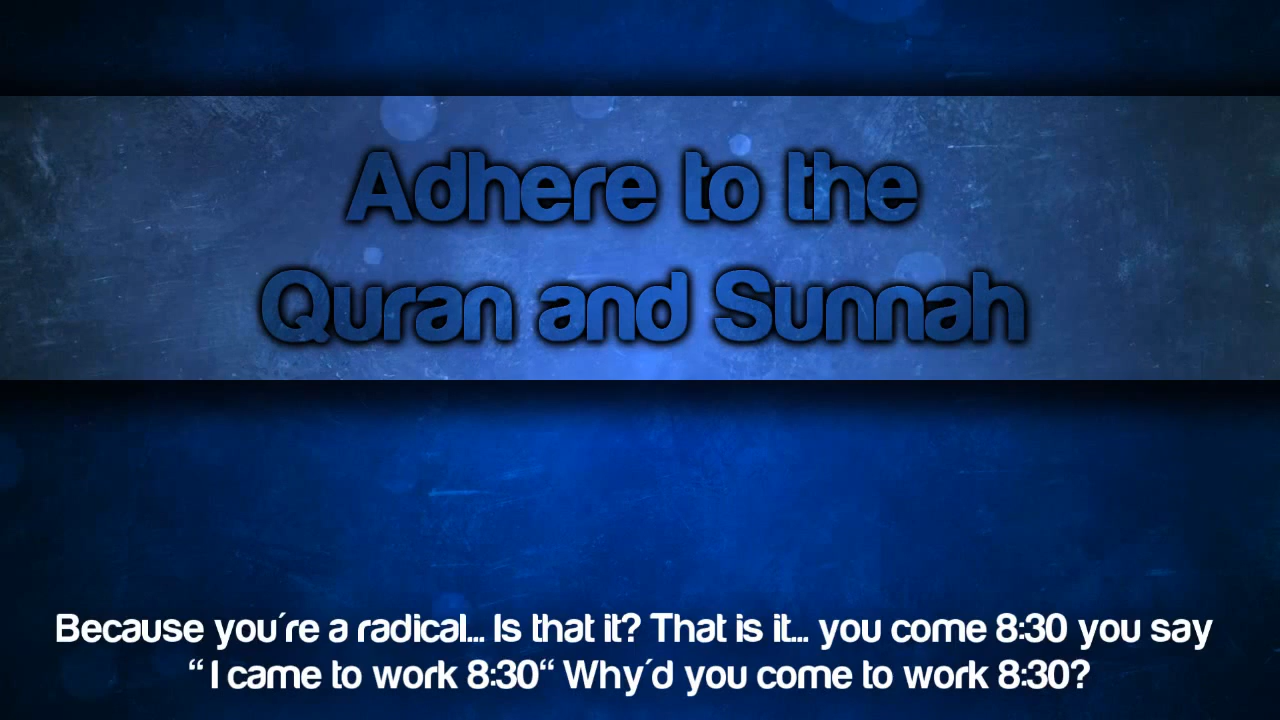 Adhere to the
Quran and Sunnah
Because you´re a radical... Is that it? That is it... you come 8:30 you say
“ I came to work 8:30“ Why´d you come to work 8:30?